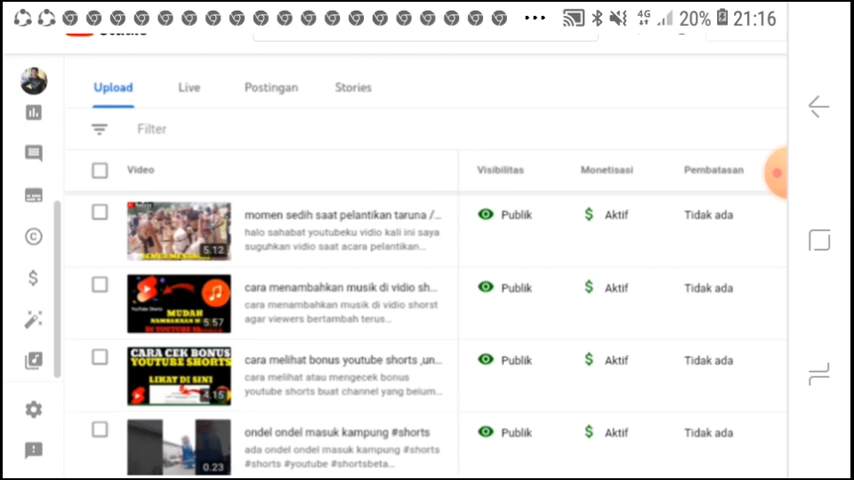 4G 20% 21:16
Upload Live Postingan Stories
Filter
Video Visibilitas Monetisasi Pembatasan
momen sedih saat pelantikan taruna /...
halo sahabat youtubeku vidio kali ini saya
suguhkan vidio saat acara pelantikan...
5.12
Publik Aktif Tidak ada
cara menambahkan musik di vidio sh...
cara menambahkan musik di vidio shorst
agar viewers bertambah terus...
YouTube Shorts
MUDAH
5:57
Publik Aktif Tidak ada
CARA CEK BONUS
YOUTUBE SHORTS
LIHAT DI SINI
4.15
cara melihat bonus youtube shorts ,un...
cara melihat atau mengecek bonus
youtube shorts buat channel yang belum...
Publik Aktif Tidak ada
ondel ondel masuk kampung #shorts
ada ondel ondel masuk kampung #shorts
#shorts #youtube #shortsbeta...
0.23
Publik Aktif Tidak ada